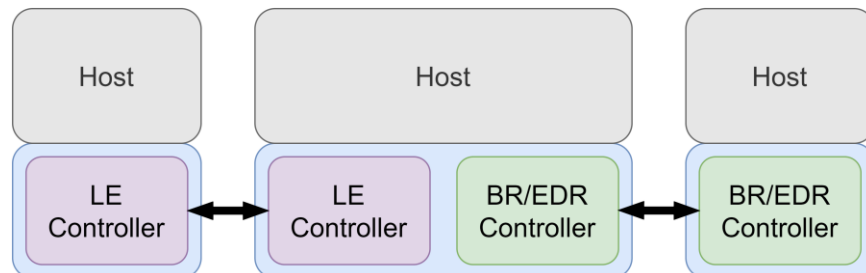 Host
Host
Host
LE
Controller
LE
Controller
BR/EDR
Controller
BR/EDR
Controller